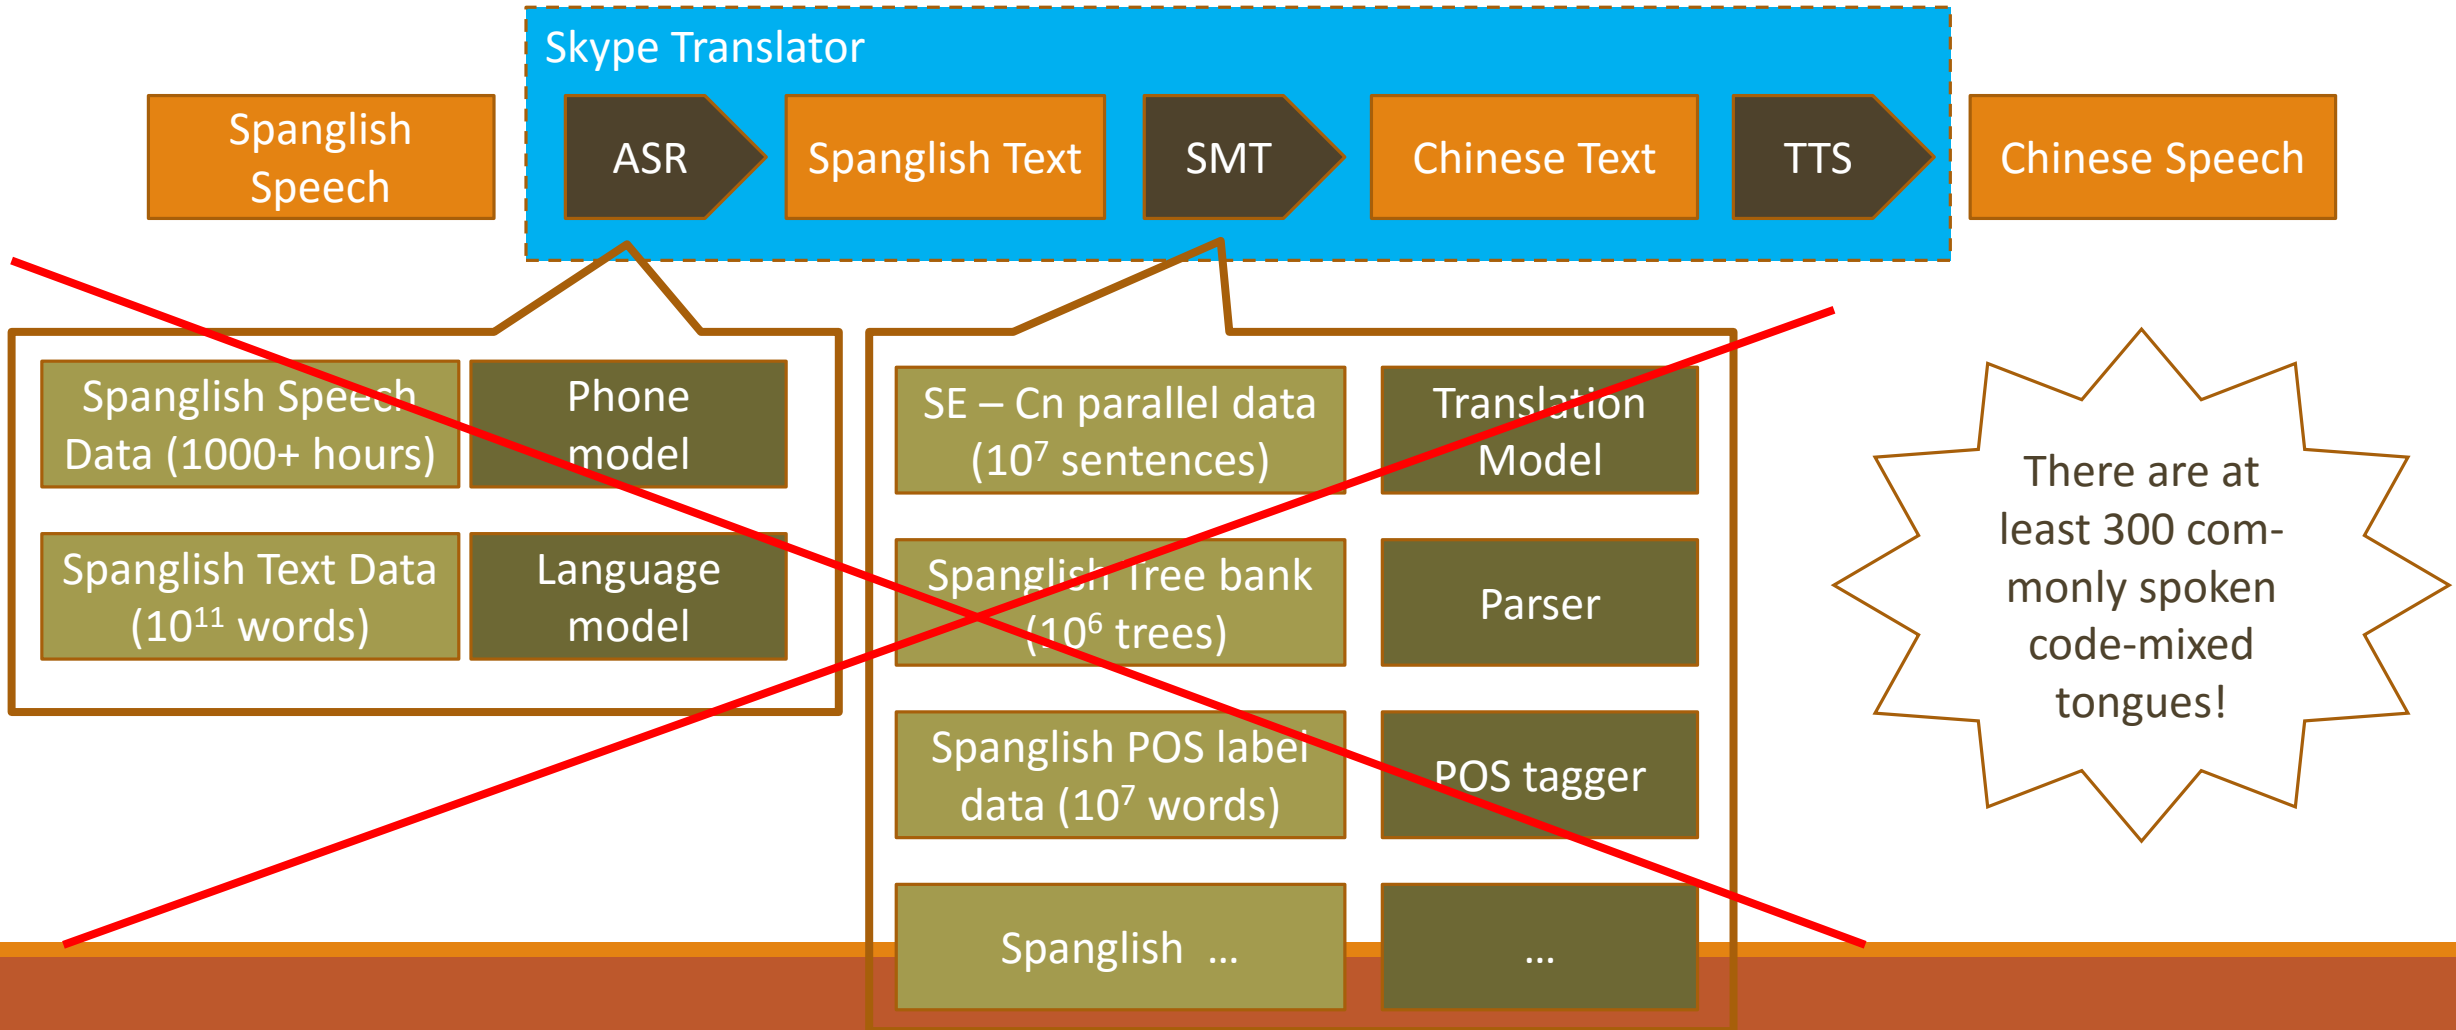 Skype Translator
Spanglish
Speech
ASR
Spanglish Text
SMT
Chinese Text
TTS
Chinese Speech
Spanglish Speech
Data (1000+ hours)
Phone
model
Spanglish Text Data
(10¹¹ words)
Language
model
SE – Cn parallel data
(10⁷ sentences)
Translation
Model
Spanglish Tree bank
(10⁶ trees)
Parser
Spanglish POS label
data (10⁷ words)
POS tagger
Spanglish ...
...
There are at
least 300 com-
monly spoken
code-mixed
tongues!